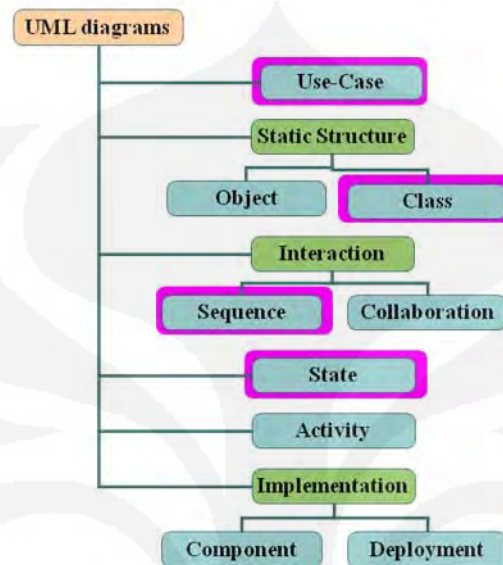 UML diagrams
Use-Case
Static Structure
Object
Class
Interaction
Sequence
Collaboration
State
Activity
Implementation
Component
Deployment